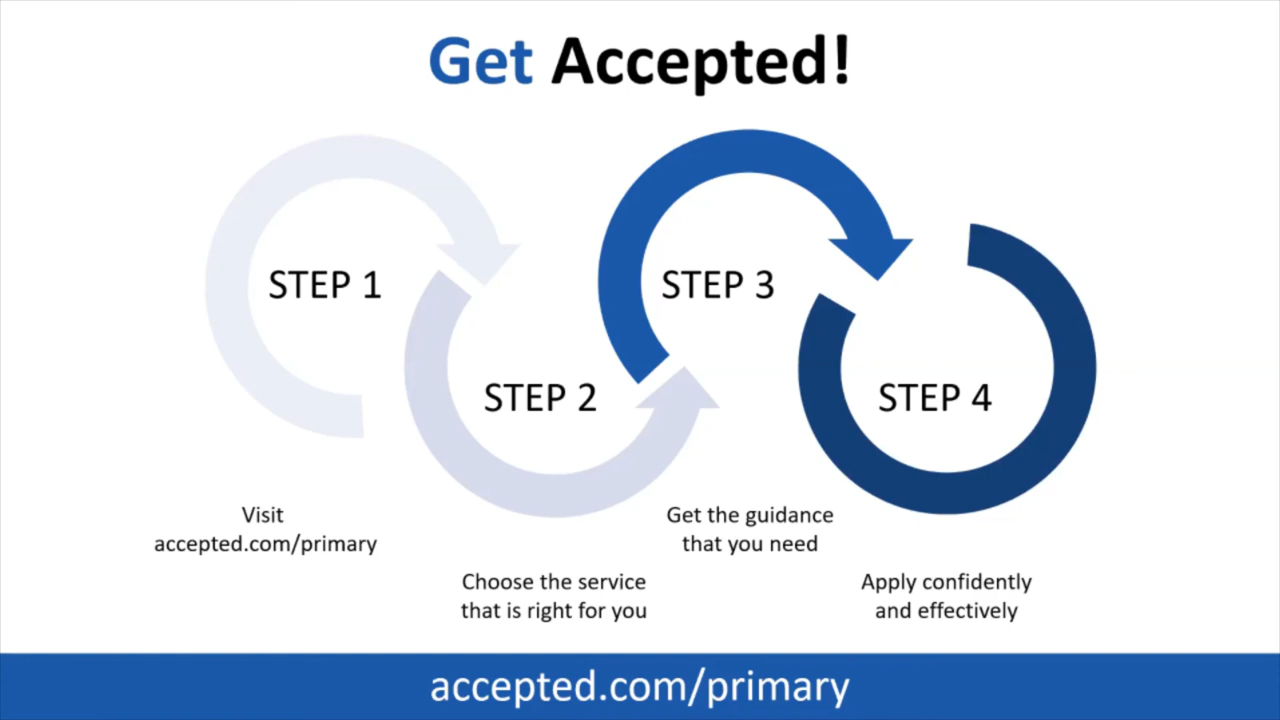 Get Accepted!
STEP 1
STEP 2
STEP 3
STEP 4
Visit
accepted.com/primary
Choose the service
that is right for you
Get the guidance
that you need
Apply confidently
and effectively
accepted.com/primary